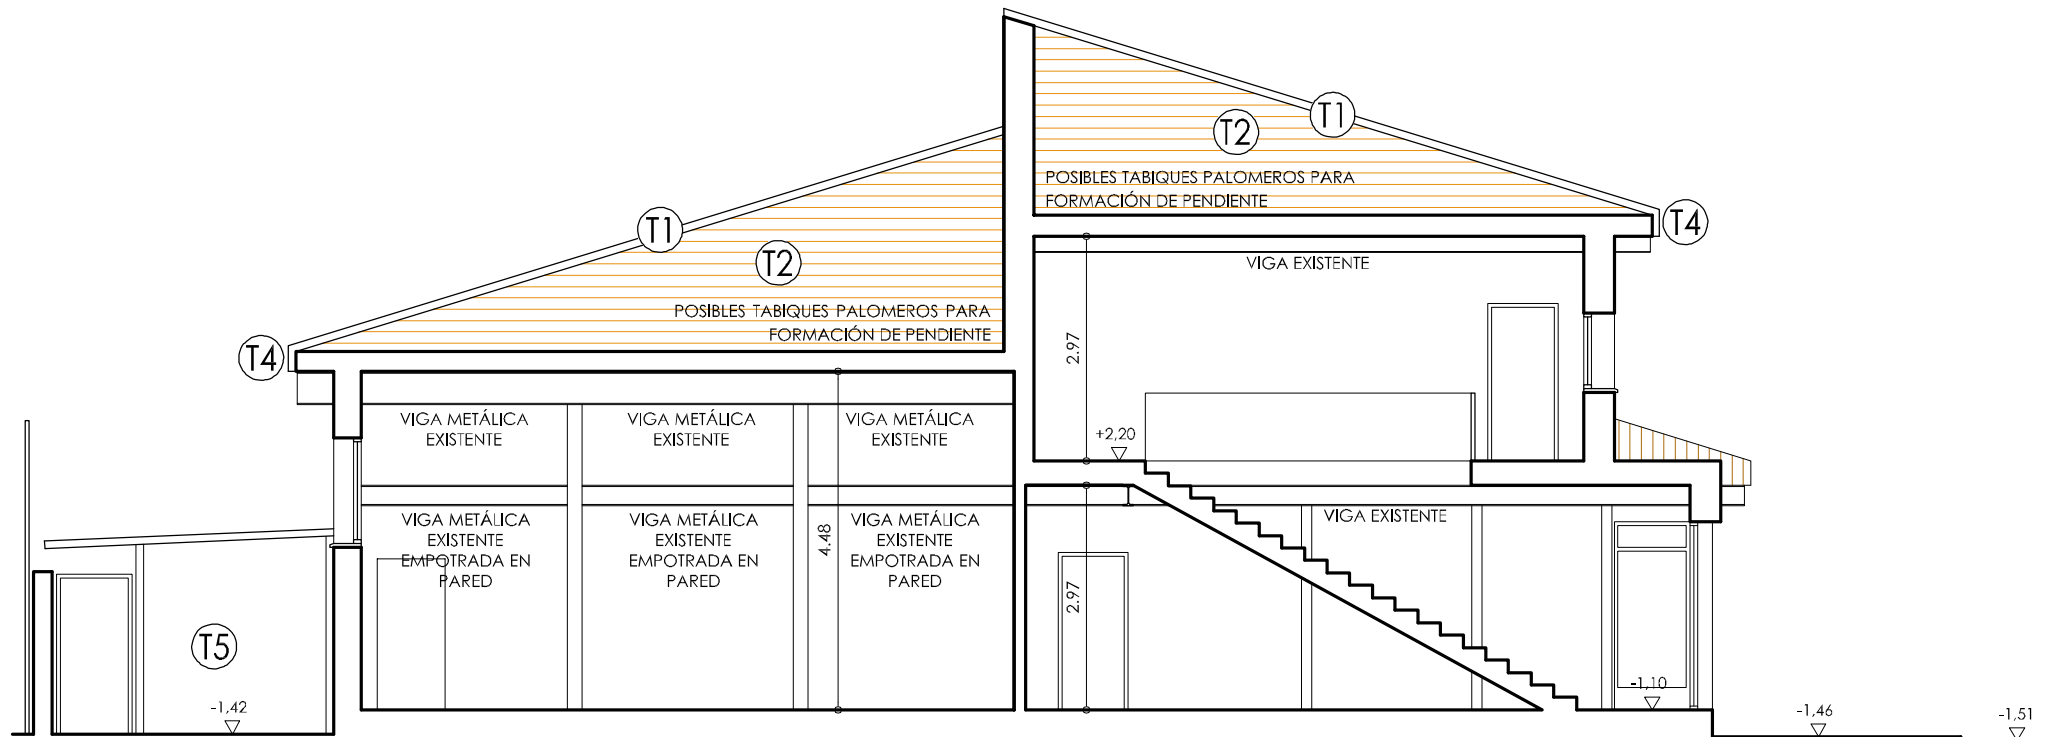 T1
T2
POSIBLES TABIQUES PALOMEROS PARA
FORMACIÓN DE PENDIENTE
T4
T1
T2
POSIBLES TABIQUES PALOMEROS PARA
FORMACIÓN DE PENDIENTE
T4
VIGA EXISTENTE
2.97
+2,20
VIGA METÁLICA
EXISTENTE
VIGA METÁLICA
EXISTENTE
VIGA METÁLICA
EXISTENTE
VIGA METÁLICA
EXISTENTE
EMPOTRADA EN
PARED
VIGA METÁLICA
EXISTENTE
EMPOTRADA EN
PARED
4.48
VIGA METÁLICA
EXISTENTE
EMPOTRADA EN
PARED
VIGA EXISTENTE
2.97
T5
-1,42
-1,10
-1,46
-1,51